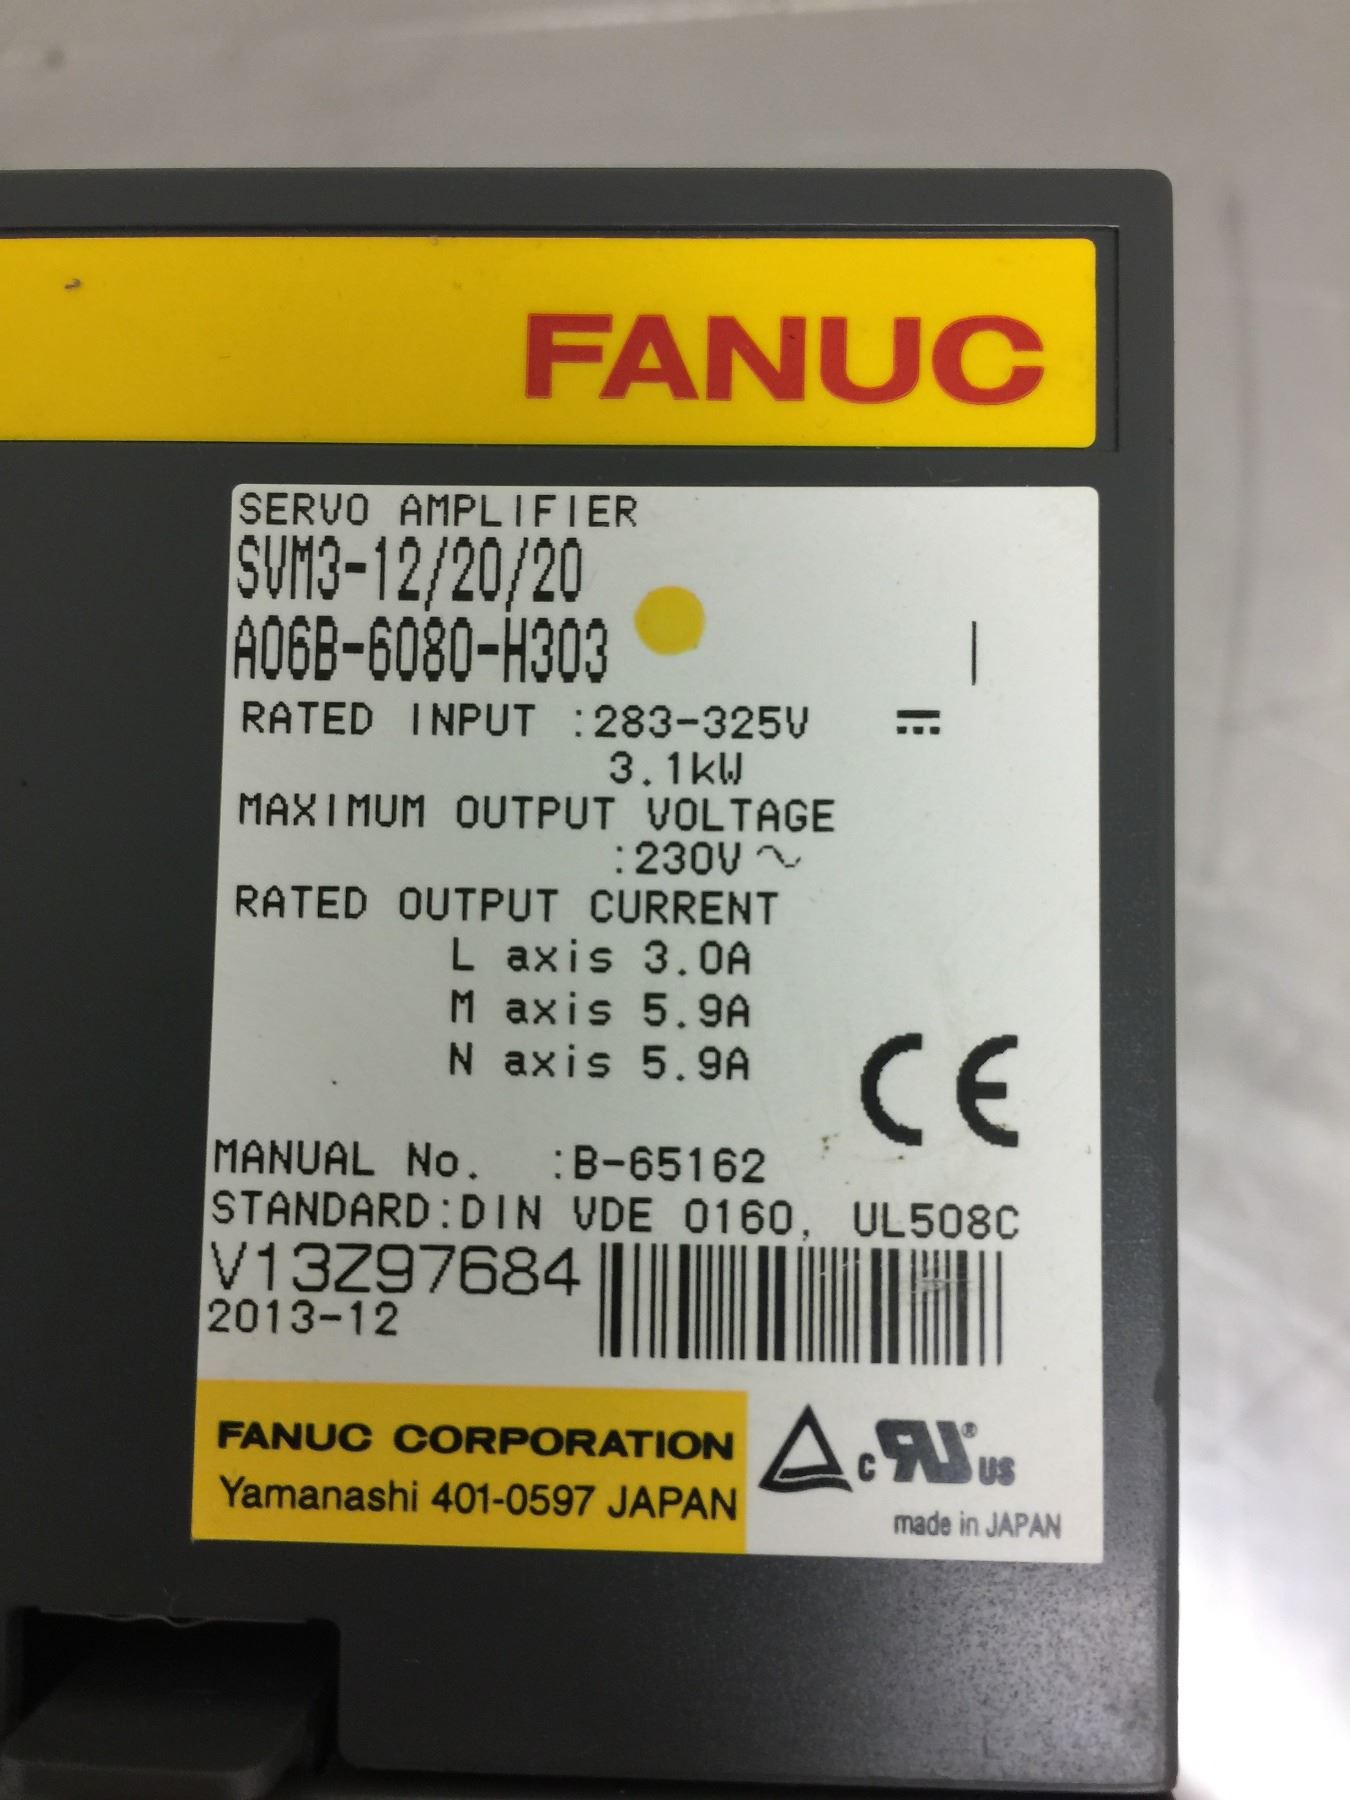 FANUC
SERVO AMPLIFIER
SVM3-12/20/20
A06B-6080-H303
RATED INPUT :283-325V
3.1kW
MAXIMUM OUTPUT VOLTAGE
:230V
RATED OUTPUT CURRENT
L axis 3.0A
M axis 5.9A
N axis 5.9A
CE
MANUAL No. :B-65162
STANDARD:DIN VDE 0160, UL508C
V13Z97684
2013-12
FANUC CORPORATION
Yamanashi 401-0597 JAPAN
c RU® US
made in JAPAN